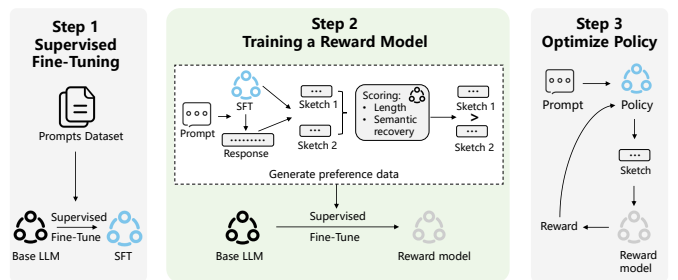 Step 1
Supervised
Fine-Tuning
Prompts Dataset
Supervised
Fine-Tune
Base LLM
SFT
Step 2
Training a Reward Model
Prompt
SFT
Response
Sketch 1
Sketch 2
Scoring:
• Length
• Semantic
recovery
Sketch 1
>
Sketch 2
Generate preference data
Supervised
Fine-Tune
Base LLM
Reward model
Step 3
Optimize Policy
Prompt
Policy
Sketch
Reward
Reward
model